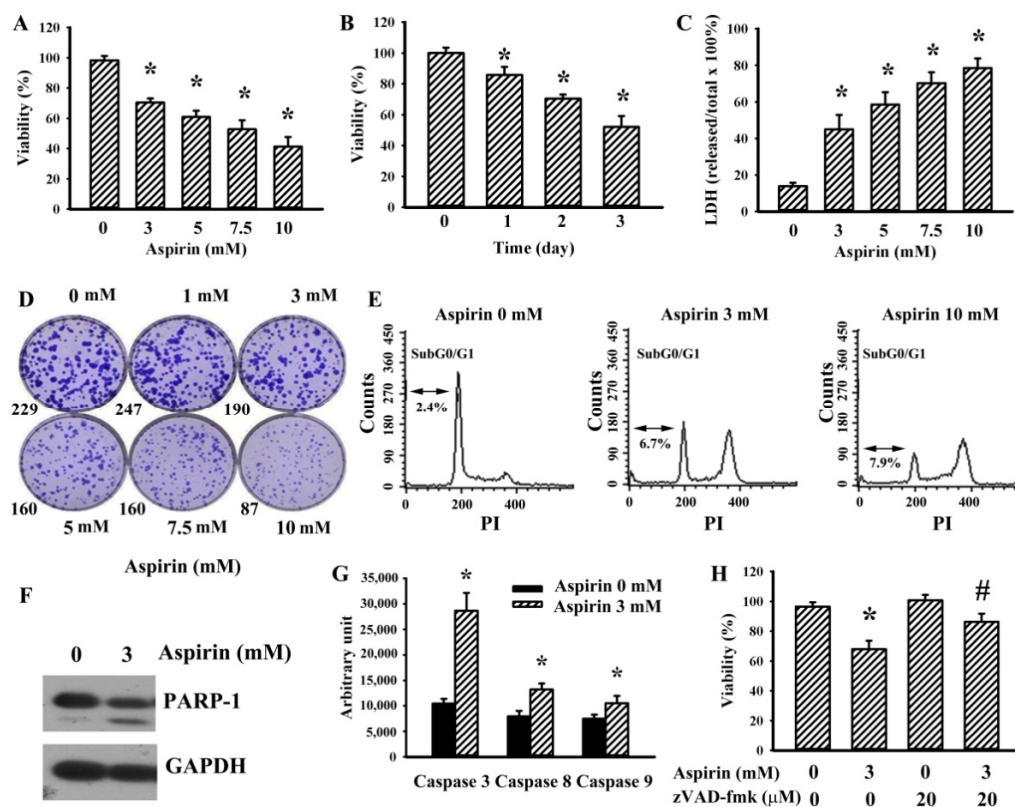 A
120
100
80
60
40
20
0
Viability (%)
0 3 5 7.5 10
Aspirin (mM)
* * * *
B
120
100
80
60
40
20
0
Viability (%)
0 1 2 3
Time (day)
* * *
C
100
80
60
40
20
0
LDH (released/total x 100%)
0 3 5 7.5 10
Aspirin (mM)
* * * *
D
0 mM 1 mM 3 mM
229 247 190
160 160 87
5 mM 7.5 mM 10 mM
Aspirin (mM)
E
Aspirin 0 mM
450
360
270
180
90
0
Counts
SubG0/G1
2.4%
0 200 400
PI
Aspirin 3 mM
450
360
270
180
90
0
Counts
SubG0/G1
6.7%
0 200 400
PI
Aspirin 10 mM
450
360
270
180
90
0
Counts
SubG0/G1
7.9%
0 200 400
PI
F
0 3 Aspirin (mM)
PARP-1
GAPDH
G
35,000
30,000
25,000
20,000
15,000
10,000
5,000
0
Arbitrary unit
Aspirin 0 mM
Aspirin 3 mM
* * *
Caspase 3 Caspase 8 Caspase 9
H
120
100
80
60
40
20
0
Viability (%)
* #
Aspirin (mM) 0 3 0 3
zVAD-fmk (μM) 0 0 20 20